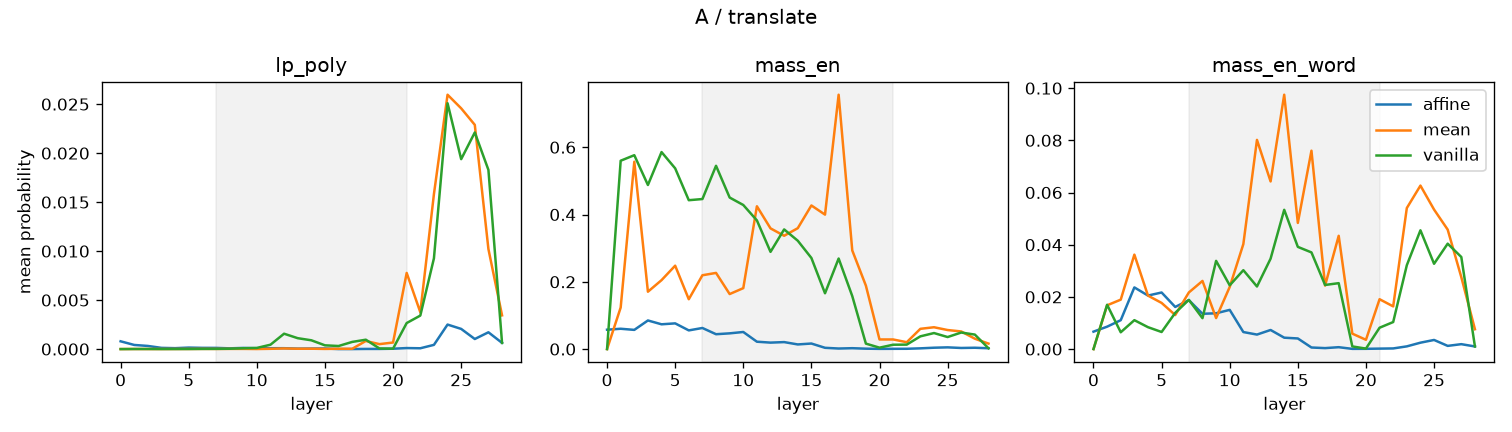 A / translate
lp_poly
mass_en
mass_en_word
mean probability
0.025
0.020
0.015
0.010
0.005
0.000
0 5 10 15 20 25
layer
0.6
0.4
0.2
0.0
0 5 10 15 20 25
layer
0.10
0.08
0.06
0.04
0.02
0.00
0 5 10 15 20 25
layer
affine
mean
vanilla